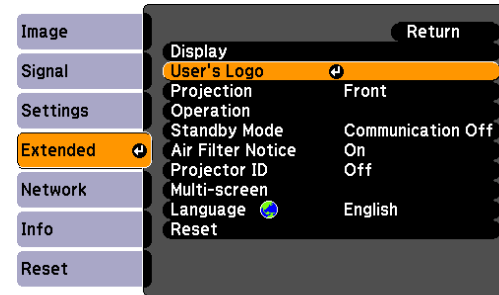 Image
Signal
Settings
Extended
Network
Info
Reset
Return
Display
User's Logo
Projection Front
Operation
Standby Mode Communication Off
Air Filter Notice On
Projector ID Off
Multi-screen
Language English
Reset